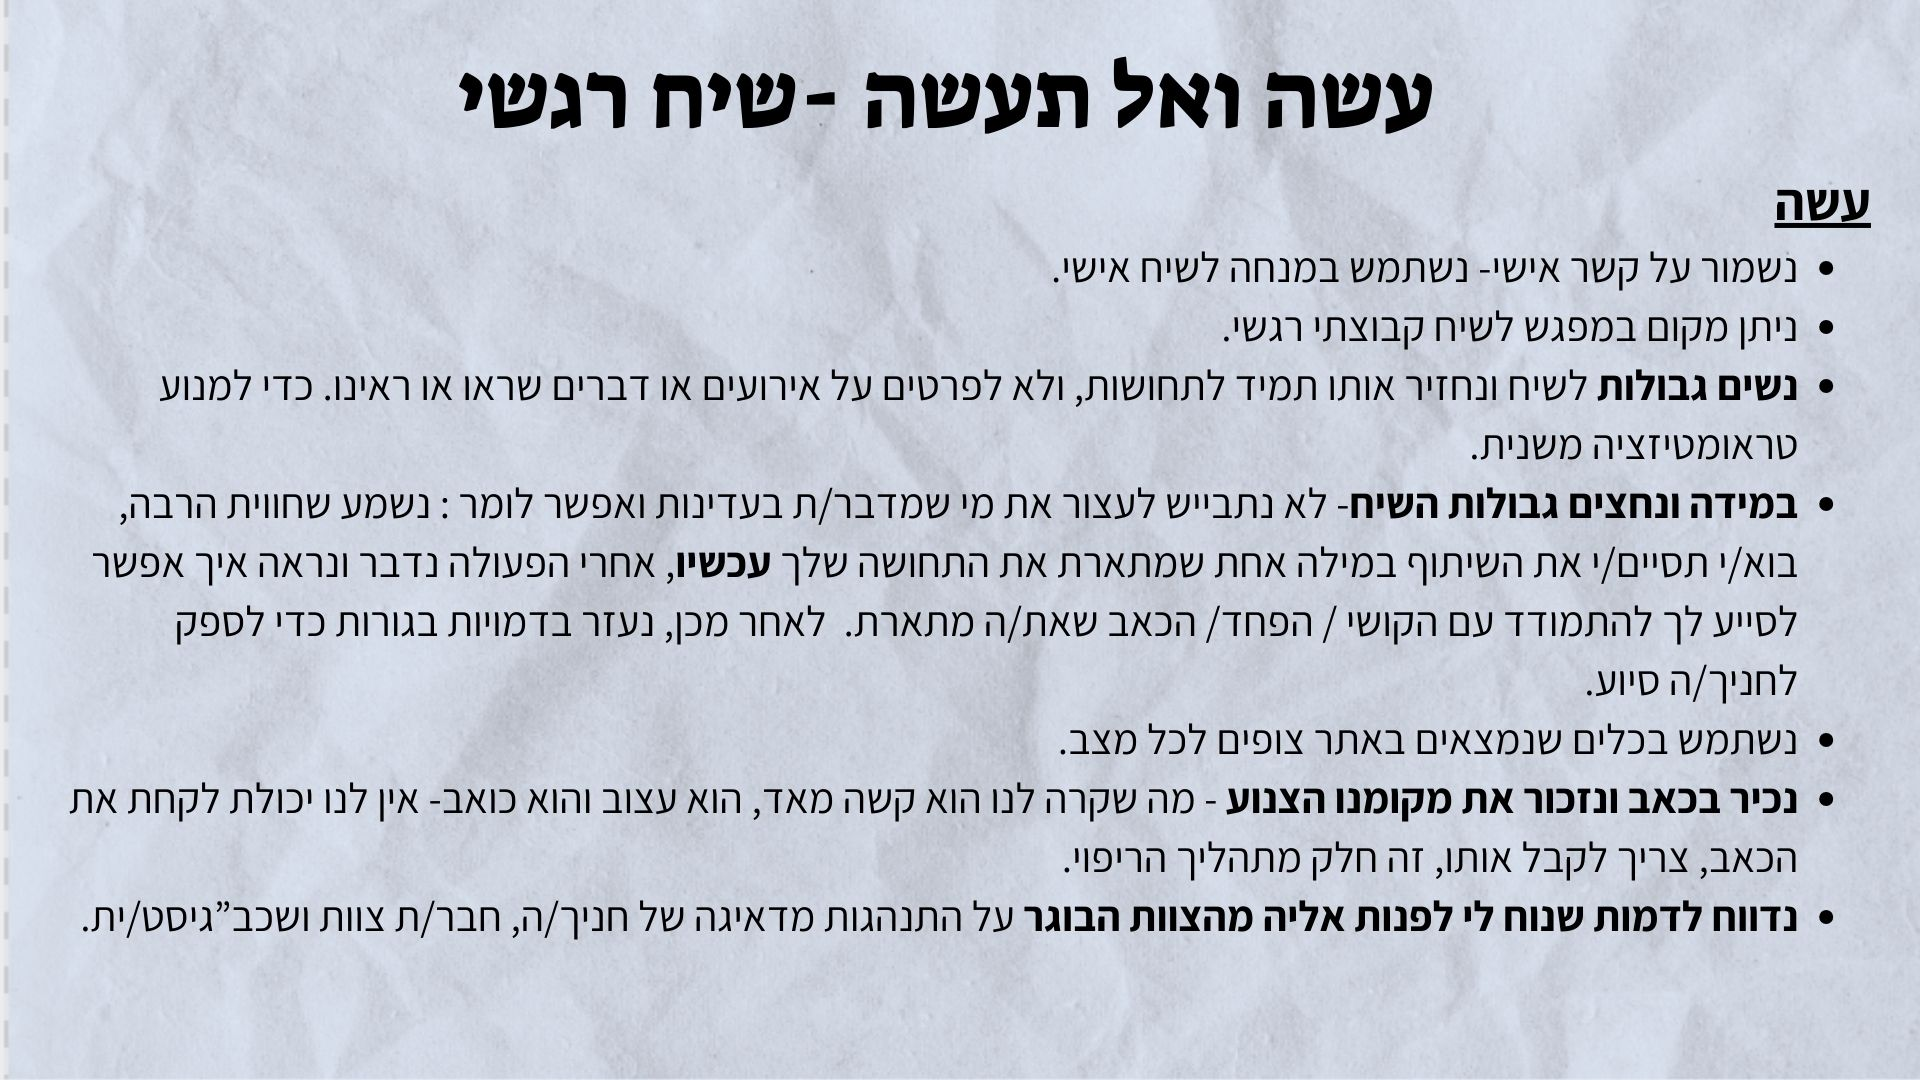 עשה ואל תעשה -שיח רגשי
עשה
• נשמור על קשר אישי- נשתמש במנחה לשיח אישי.
• ניתן מקום במפגש לשיח קבוצתי רגשי.
• נשים גבולות לשיח ונחזיר אותו תמיד לתחושות, ולא לפרטים על אירועים או דברים שראו או ראינו. כדי למנוע
טראומטיזציה משנית.
• במידה ונחצים גבולות השיח- לא נתבייש לעצור את מי שמדבר/ת בעדינות ואפשר לומר : נשמע שחווית הרבה,
בוא/י תסיים/י את השיתוף במילה אחת שמתארת את התחושה שלך עכשיו, אחרי הפעולה נדבר ונראה איך אפשר
לסייע לך להתמודד עם הקושי / הפחד/ הכאב שאת/ה מתארת.  לאחר מכן, נעזר בדמויות בגורות כדי לספק
לחניך/ה סיוע.
• נשתמש בכלים שנמצאים באתר צופים לכל מצב.
• נכיר בכאב ונזכור את מקומנו הצנוע - מה שקרה לנו הוא קשה מאד, הוא עצוב והוא כואב- אין לנו יכולת לקחת את
הכאב, צריך לקבל אותו, זה חלק מתהליך הריפוי.
• נדווח לדמות שנוח לי לפנות אליה מהצוות הבוגר על התנהגות מדאיגה של חניך/ה, חבר/ת צוות ושכב”גיסט/ית.